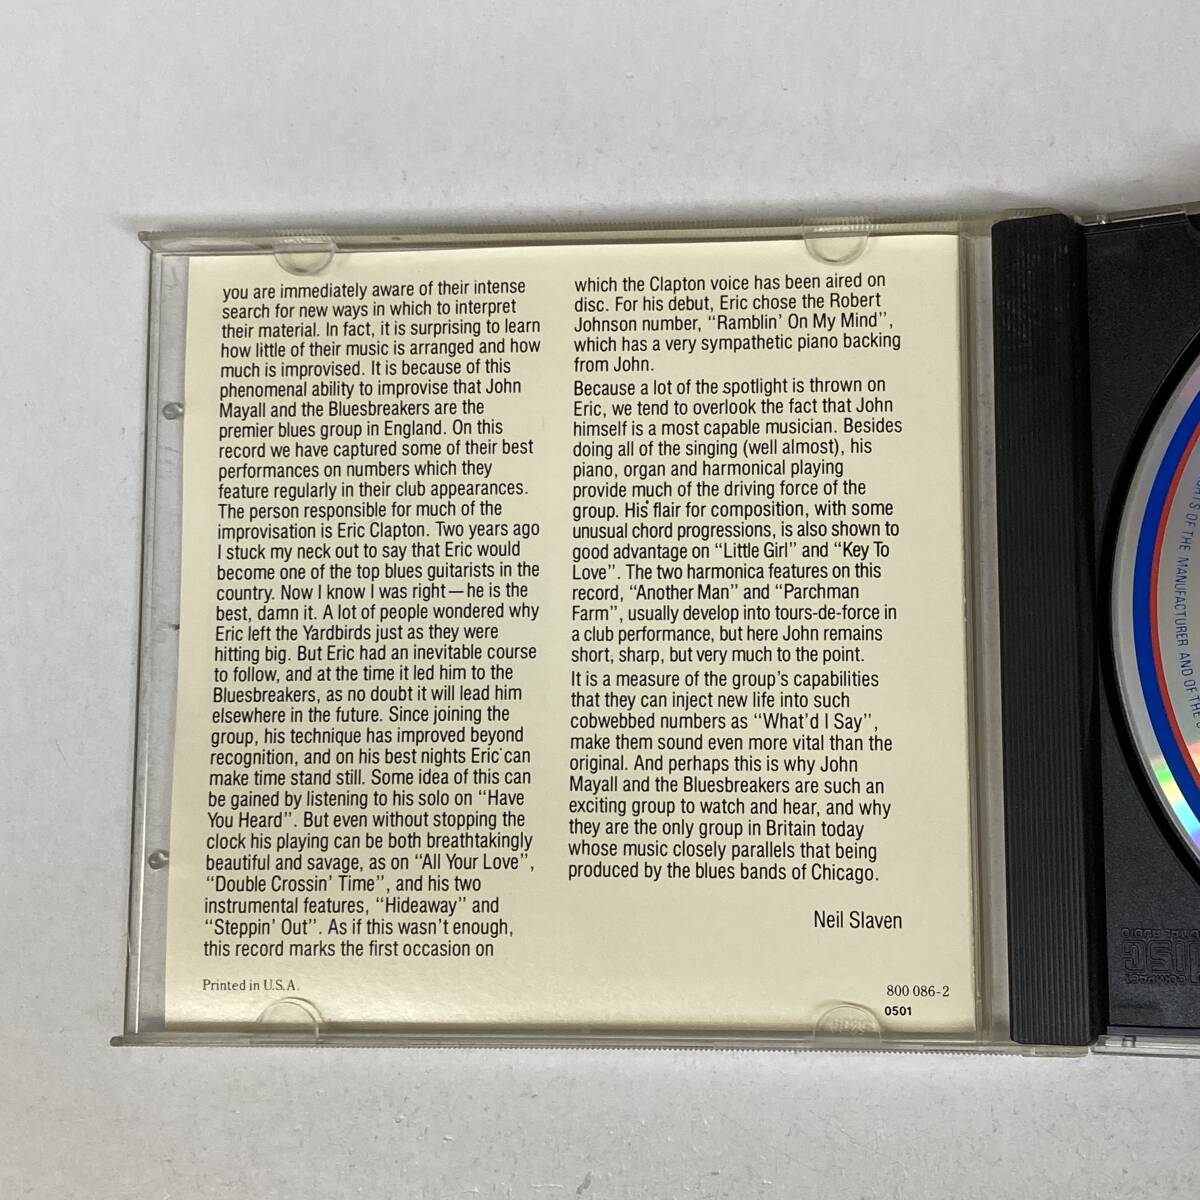 you are immediately aware of their intense
search for new ways in which to interpret
their material. In fact, it is surprising to learn
how little of their music is arranged and how
much is improvised. It is because of this
phenomenal ability to improvise that John
Mayall and the Bluesbreakers are the
premier blues group in England. On this
record we have captured some of their best
performances on numbers which they
feature regularly in their club appearances.
The person responsible for much of the
improvisation is Eric Clapton. Two years ago
I stuck my neck out to say that Eric would
become one of the top blues guitarists in the
country. Now I know I was right—he is the
best, damn it. A lot of people wondered why
Eric left the Yardbirds just as they were
hitting big. But Eric had an inevitable course
to follow, and at the time it led him to the
Bluesbreakers, as no doubt it will lead him
elsewhere in the future. Since joining the
group, his technique has improved beyond
recognition, and on his best nights Eric can
make time stand still. Some idea of this can
be gained by listening to his solo on “Have
You Heard”. But even without stopping the
clock his playing can be both breathtakingly
beautiful and savage, as on “All Your Love”,
“Double Crossin’ Time”, and his two
instrumental features, “Hideaway” and
“Steppin’ Out”. As if this wasn’t enough,
this record marks the first occasion on
which the Clapton voice has been aired on
disc. For his debut, Eric chose the Robert
Johnson number, “Ramblin’ On My Mind”,
which has a very sympathetic piano backing
from John.
Because a lot of the spotlight is thrown on
Eric, we tend to overlook the fact that John
himself is a most capable musician. Besides
doing all of the singing (well almost), his
piano, organ and harmonical playing
provide much of the driving force of the
group. His flair for composition, with some
unusual chord progressions, is also shown to
good advantage on “Little Girl” and “Key To
Love”. The two harmonica features on this
record, “Another Man” and “Parchman
Farm”, usually develop into tours-de-force in
a club performance, but here John remains
short, sharp, but very much to the point.
It is a measure of the group’s capabilities
that they can inject new life into such
cobwebbed numbers as “What’d I Say”,
make them sound even more vital than the
original. And perhaps this is why John
Mayall and the Bluesbreakers are such an
exciting group to watch and hear, and why
they are the only group in Britain today
whose music closely parallels that being
produced by the blues bands of Chicago.
Neil Slaven
Printed in U.S.A.
800 086-2
0501
OF THE MANUFACTURER AND OF THE